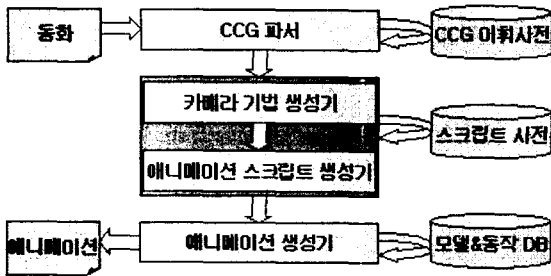 동화
CCG 파서
CCG 어휘사전
카메라 기법 생성기
스크립트 사전
애니메이션 스크립트 생성기
애니메이션
애니메이션 생성기
모델&동작 DB